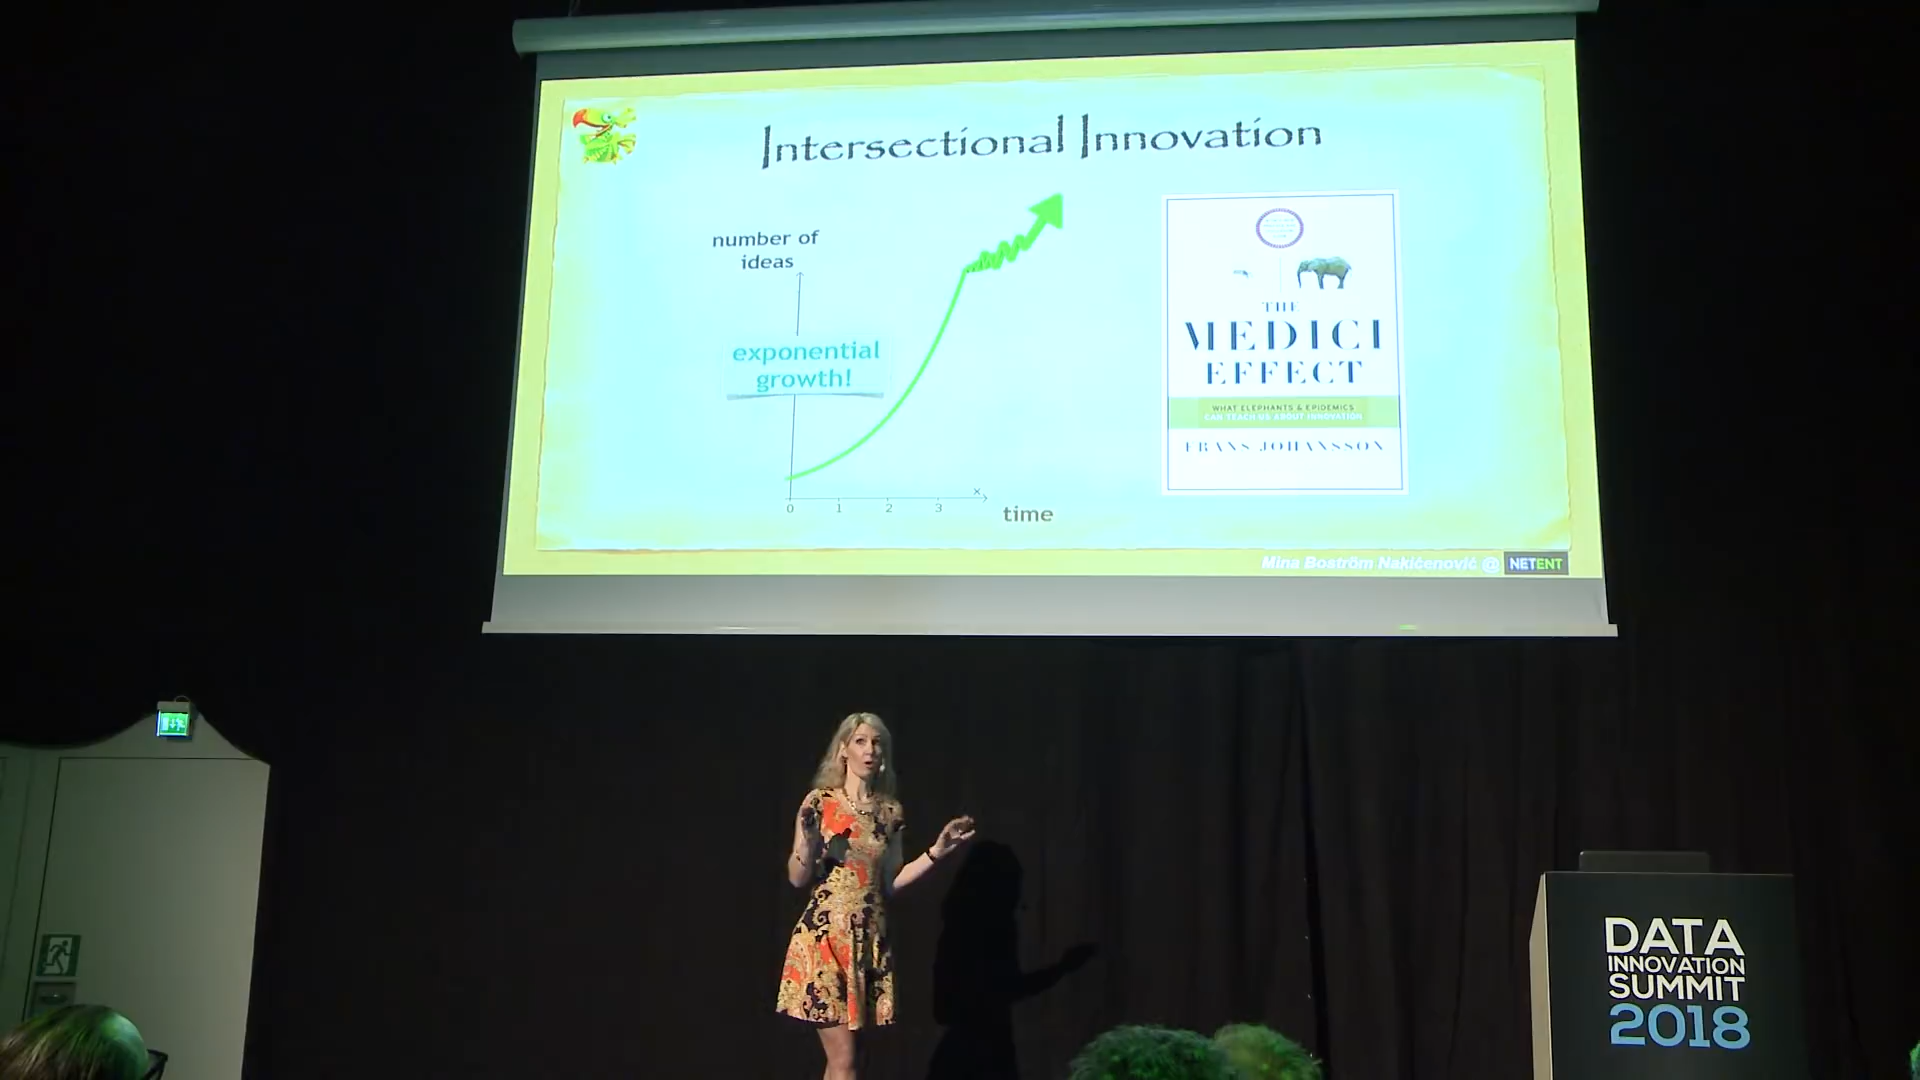 Intersectional Innovation
number of
ideas
exponential
growth!
0 1 2 3
x
time
THE
MEDICI
EFFECT
WHAT ELEPHANTS & EPIDEMICS
CAN TEACH US ABOUT INNOVATION
FRANS JOHANSSON
Mina Boström Nakićenović @ NETENT
DATA
INNOVATION
SUMMIT
2018